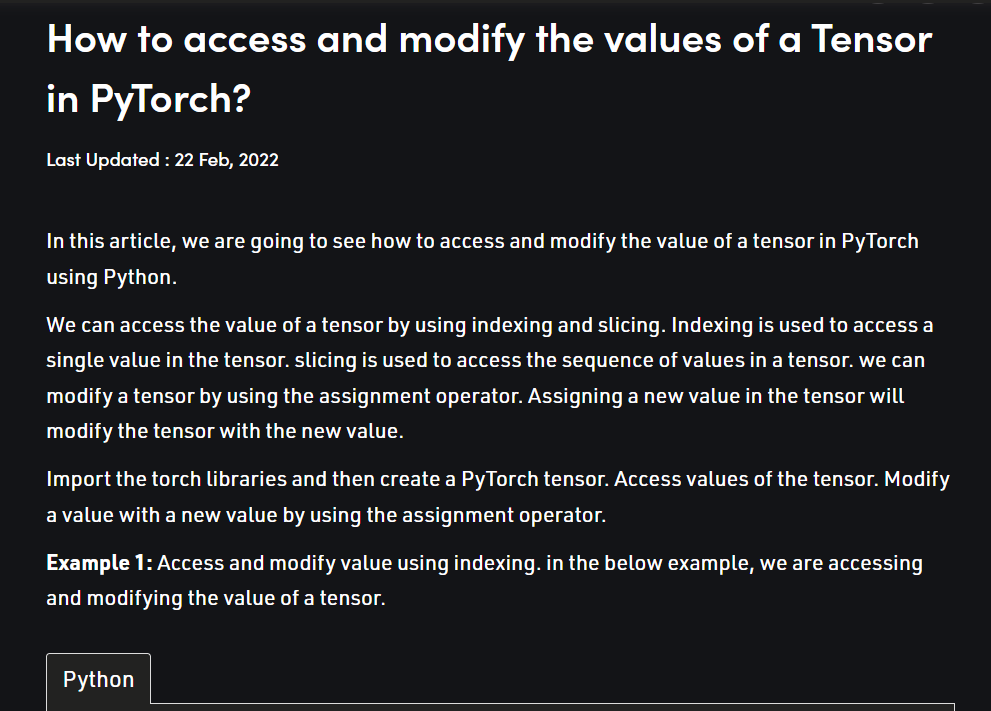 How to access and modify the values of a Tensor
in PyTorch?
Last Updated : 22 Feb, 2022
In this article, we are going to see how to access and modify the value of a tensor in PyTorch
using Python.
We can access the value of a tensor by using indexing and slicing. Indexing is used to access a
single value in the tensor. slicing is used to access the sequence of values in a tensor. we can
modify a tensor by using the assignment operator. Assigning a new value in the tensor will
modify the tensor with the new value.
Import the torch libraries and then create a PyTorch tensor. Access values of the tensor. Modify
a value with a new value by using the assignment operator.
Example 1: Access and modify value using indexing. in the below example, we are accessing
and modifying the value of a tensor.
Python